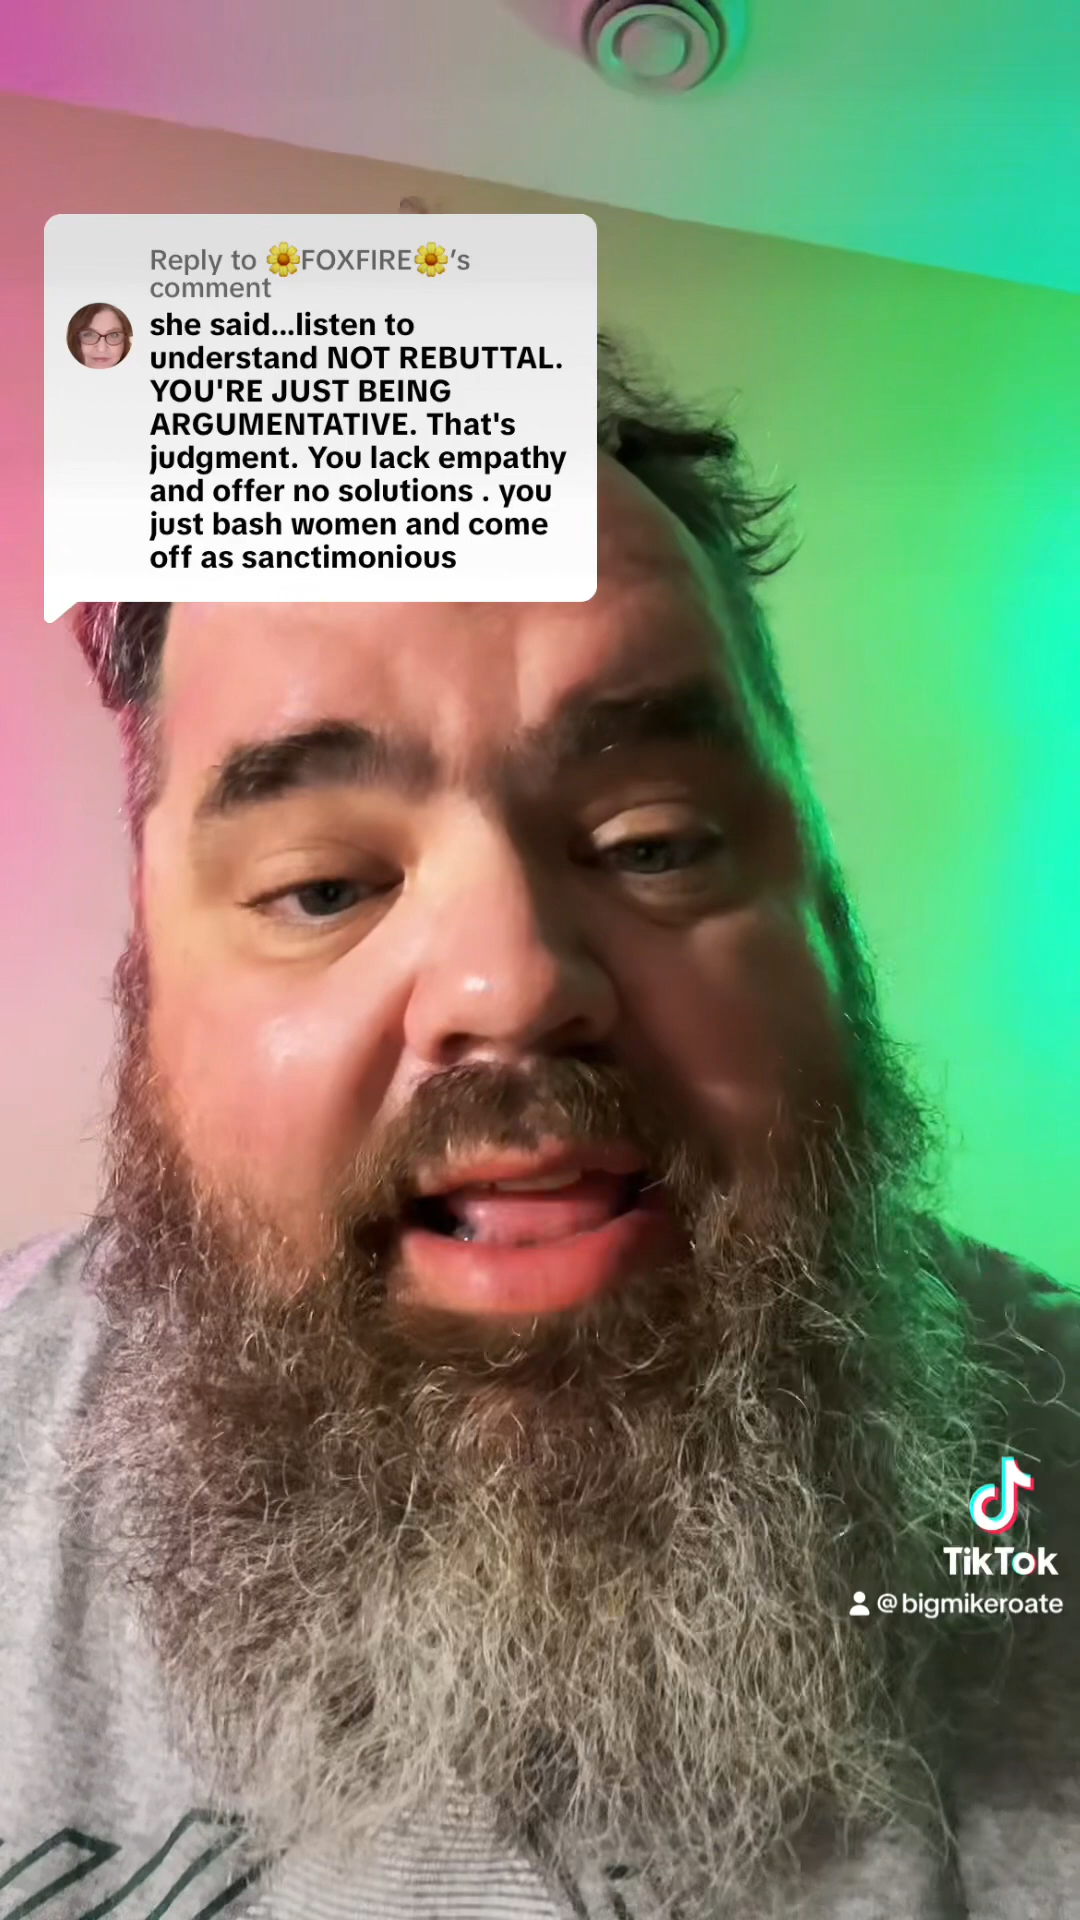 Reply to 🌼FOXFIRE🌼's
comment
she said...listen to
understand NOT REBUTTAL.
YOU'RE JUST BEING
ARGUMENTATIVE. That's
judgment. You lack empathy
and offer no solutions . you
just bash women and come
off as sanctimonious
TikTok
@bigmikeroate